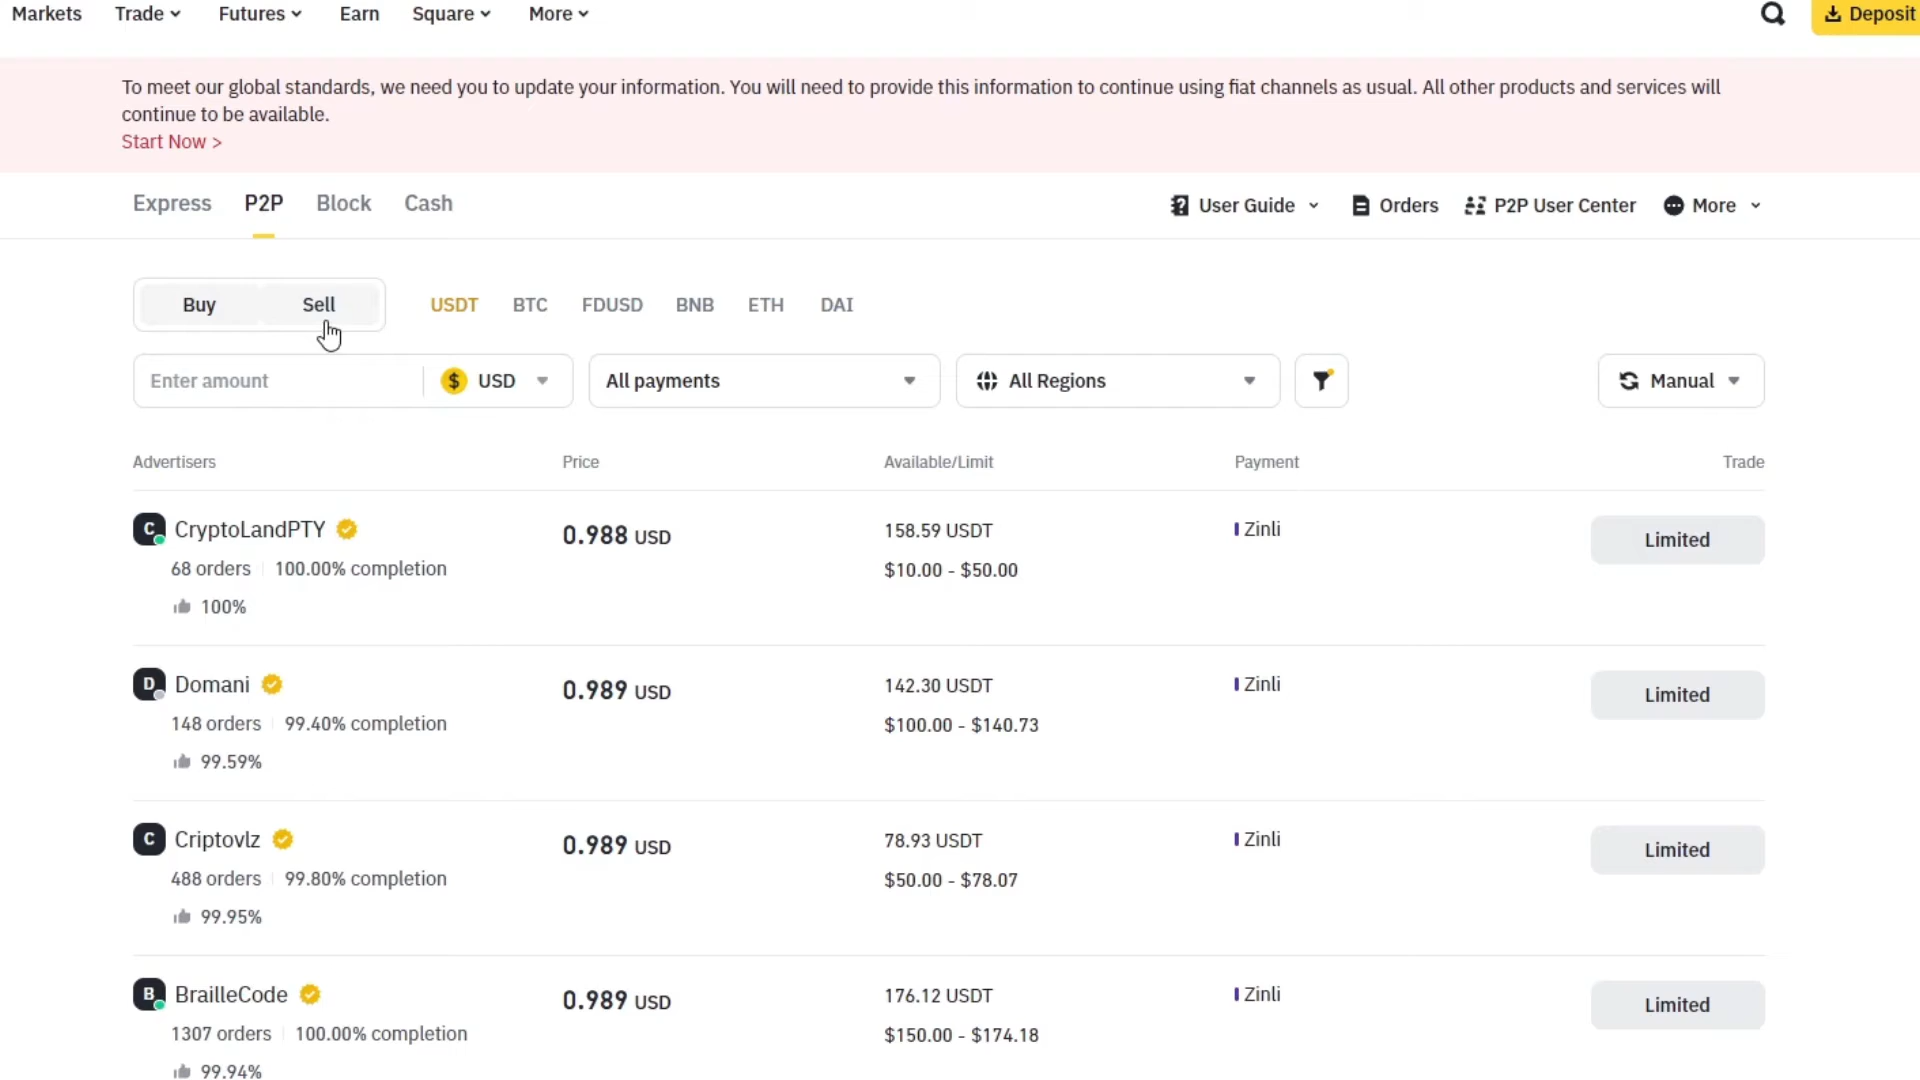 Markets Trade Futures Earn Square More Deposit
To meet our global standards, we need you to update your information. You will need to provide this information to continue using fiat channels as usual. All other products and services will
continue to be available.
Start Now >
Express P2P Block Cash User Guide Orders P2P User Center More
Buy Sell USDT BTC FDUSD BNB ETH DAI
Enter amount $ USD All payments All Regions Manual
Advertisers Price Available/Limit Payment Trade
C CryptoLandPTY 0.988 USD 158.59 USDT Zinli Limited
68 orders 100.00% completion $10.00 - $50.00
100%
D Domani 0.989 USD 142.30 USDT Zinli Limited
148 orders 99.40% completion $100.00 - $140.73
99.59%
C Criptovlz 0.989 USD 78.93 USDT Zinli Limited
488 orders 99.80% completion $50.00 - $78.07
99.95%
B BrailleCode 0.989 USD 176.12 USDT Zinli Limited
1307 orders 100.00% completion $150.00 - $174.18
99.94%